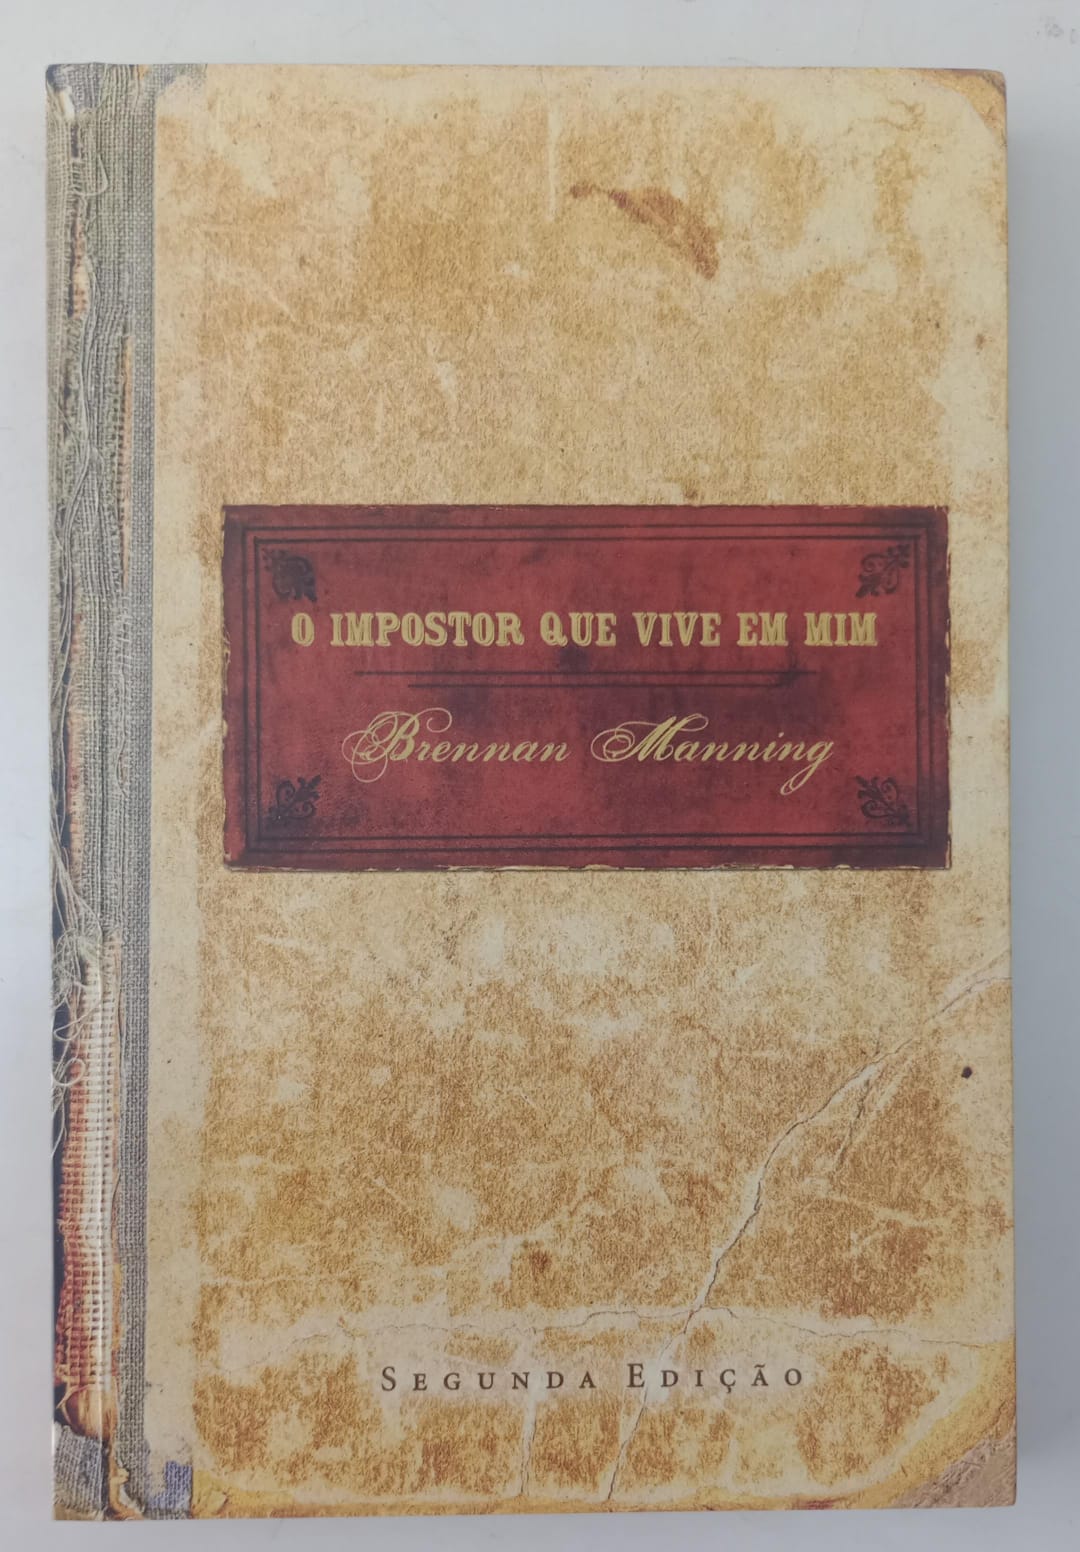 O IMPOSTOR QUE VIVE EM MIM
Brennan Manning
SEGUNDA EDIÇÃO